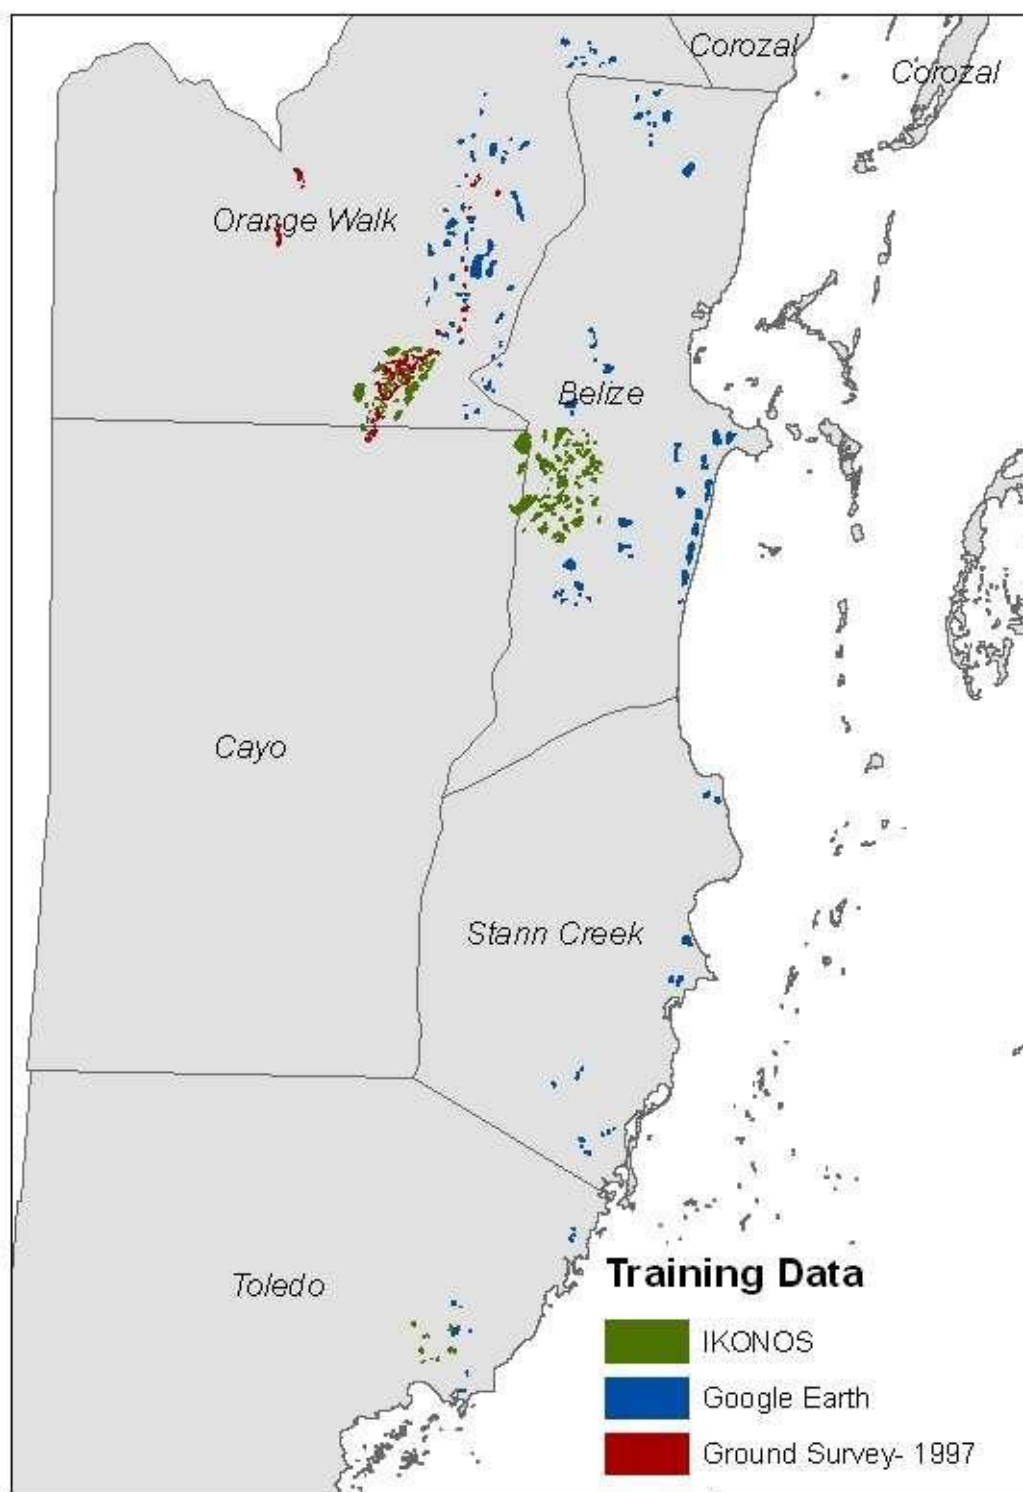 Corozal
Corozal
Orange Walk
Belize
Cayo
Stann Creek
Toledo
Training Data
IKONOS
Google Earth
Ground Survey- 1997